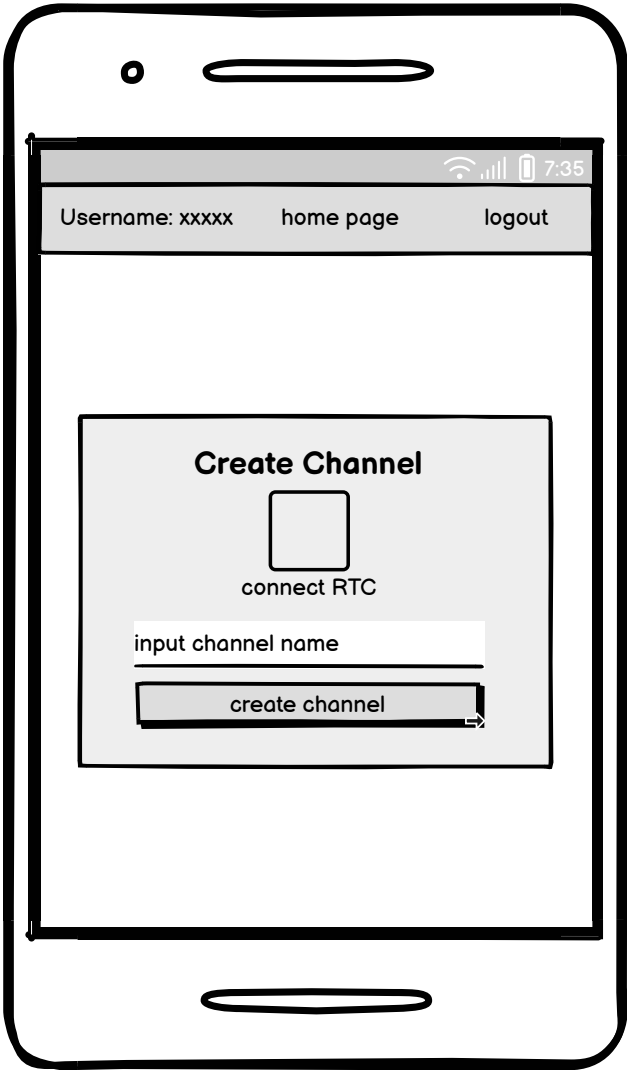 7:35
Username: xxxxx home page logout
Create Channel
connect RTC
input channel name
create channel